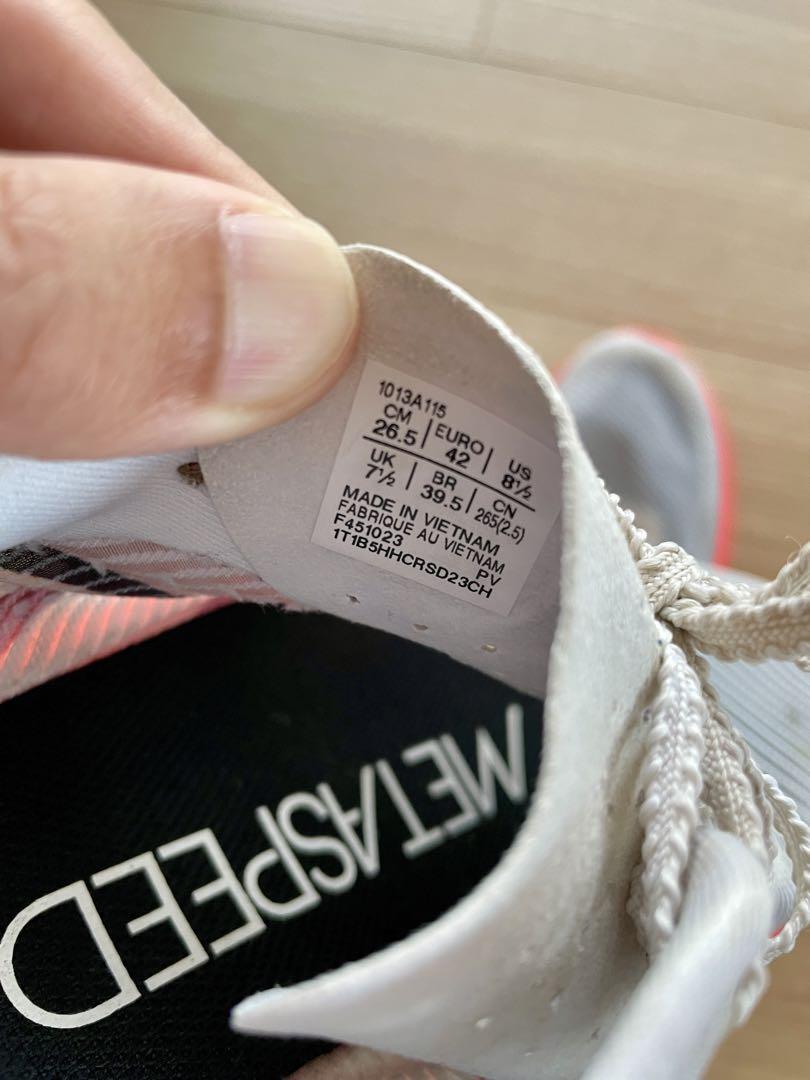 1013A115
CM | EURO | US
26.5 | 42 | 8½
UK | BR | CN
7½ | 39.5 | 265(2.5)
MADE IN VIETNAM
FABRIQUE AU VIETNAM
F451023 PV
1T1B5HHCRSD23CH
METASPEED